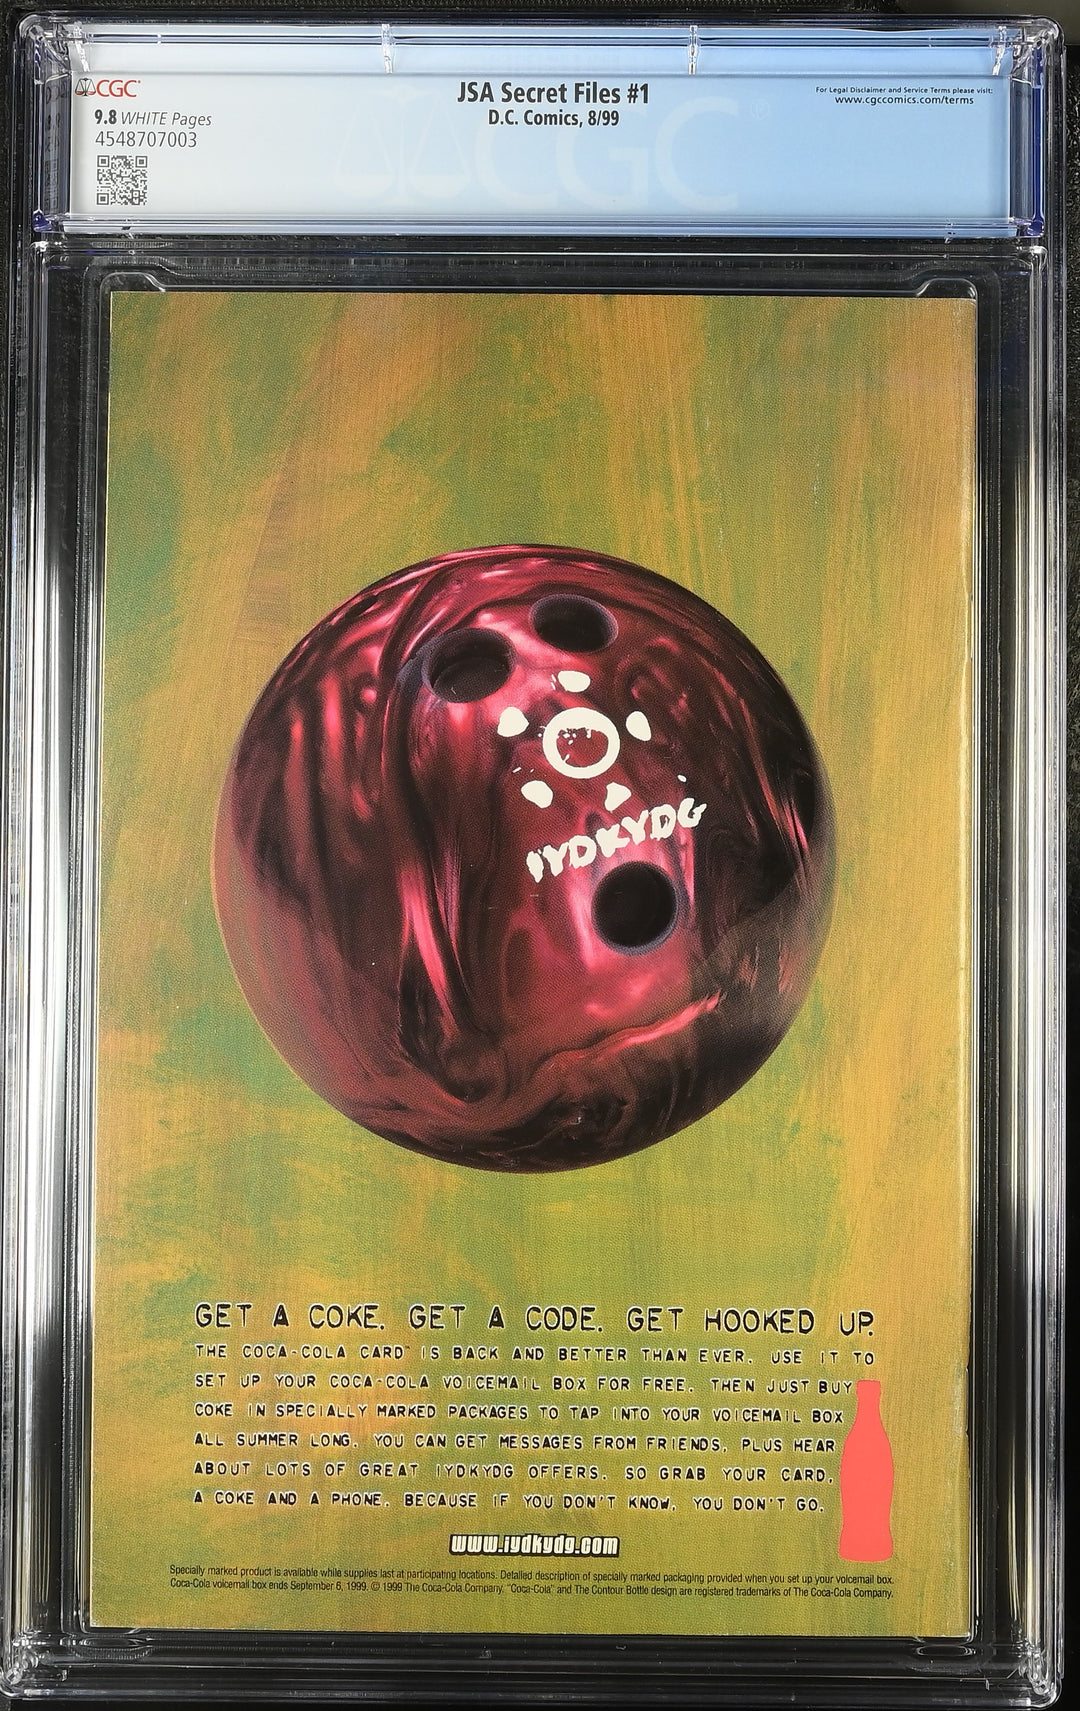 CGC
JSA Secret Files #1
For Legal Disclaimer and Service Terms please visit:
www.cgccomics.com/terms
9.8 WHITE Pages
D.C. Comics, 8/99
4548707003
CGC
IYDKYDG
GET A COKE. GET A CODE. GET HOOKED UP.
THE COCA-COLA CARD™ IS BACK AND BETTER THAN EVER. USE IT TO
SET UP YOUR COCA-COLA VOICEMAIL BOX FOR FREE. THEN JUST BUY
COKE IN SPECIALLY MARKED PACKAGES TO TAP INTO YOUR VOICEMAIL BOX
ALL SUMMER LONG. YOU CAN GET MESSAGES FROM FRIENDS, PLUS HEAR
ABOUT LOTS OF GREAT IYDKYDG OFFERS. SO GRAB YOUR CARD,
A COKE AND A PHONE. BECAUSE IF YOU DON'T KNOW, YOU DON'T GO.
www.iydkydg.com
Specially marked product is available while supplies last at participating locations. Detailed description of specially marked packaging provided when you set up your voicemail box.
Coca-Cola voicemail box ends September 6, 1999. © 1999 The Coca-Cola Company. "Coca-Cola" and The Contour Bottle design are registered trademarks of The Coca-Cola Company.